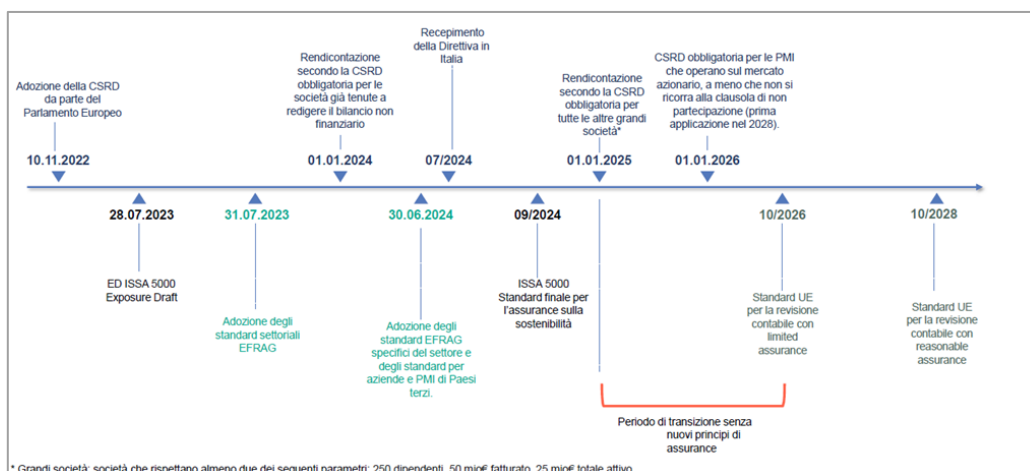 Adozione della CSRD
da parte del
Parlamento Europeo
10.11.2022
Rendicontazione
secondo la CSRD
obbligatoria per le
società già tenute a
redigere il bilancio non
finanziario
01.01.2024
Recepimento
della Direttiva in
Italia
07/2024
Rendicontazione
secondo la CSRD
obbligatoria per
tutte le altre grandi
società*
01.01.2025
CSRD obbligatoria per le PMI
che operano sul mercato
azionario, a meno che non si
ricorra alla clausola di non
partecipazione (prima
applicazione nel 2028).
01.01.2026
28.07.2023
ED ISSA 5000
Exposure Draft
31.07.2023
Adozione degli
standard settoriali
EFRAG
30.06.2024
Adozione degli
standard EFRAG
specifici del settore e
degli standard per
aziende e PMI di Paesi
terzi.
09/2024
ISSA 5000
Standard finale per
l'assurance sulla
sostenibilità
10/2026
Standard UE
per la revisione
contabile con
limited
assurance
10/2028
Standard UE
per la revisione
contabile con
reasonable
assurance
Periodo di transizione senza
nuovi principi di
assurance
* Grandi società: società che rispettano almeno due dei seguenti parametri: 250 dipendenti, 50 mio€ fatturato, 25 mio€ totale attivo